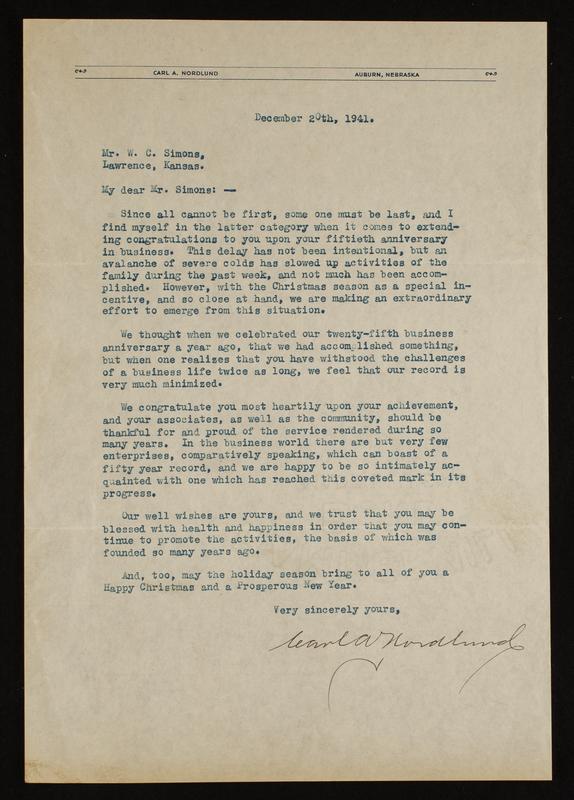 CAN CARL A. NORDLUND AUBURN, NEBRASKA CAN
December 20th, 1941.
Mr. W. C. Simons,
Lawrence, Kansas.
My dear Mr. Simons: —
Since all cannot be first, some one must be last, and I
find myself in the latter category when it comes to extend-
ing congratulations to you upon your fiftieth anniversary
in business. This delay has not been intentional, but an
avalanche of severe colds has slowed up activities of the
family during the past week, and not much has been accom-
plished. However, with the Christmas season as a special in-
centive, and so close at hand, we are making an extraordinary
effort to emerge from this situation.
We thought when we celebrated our twenty-fifth business
anniversary a year ago, that we had accomplished something,
but when one realizes that you have withstood the challenges
of a business life twice as long, we feel that our record is
very much minimized.
We congratulate you most heartily upon your achievement,
and your associates, as well as the community, should be
thankful for and proud of the service rendered during so
many years. In the business world there are but very few
enterprises, comparatively speaking, which can boast of a
fifty year record, and we are happy to be so intimately ac-
quainted with one which has reached this coveted mark in its
progress.
Our well wishes are yours, and we trust that you may be
blessed with health and happiness in order that you may con-
tinue to promote the activities, the basis of which was
founded so many years ago.
And, too, may the holiday season bring to all of you a
Happy Christmas and a Prosperous New Year.
Very sincerely yours,
Carl A Nordlund